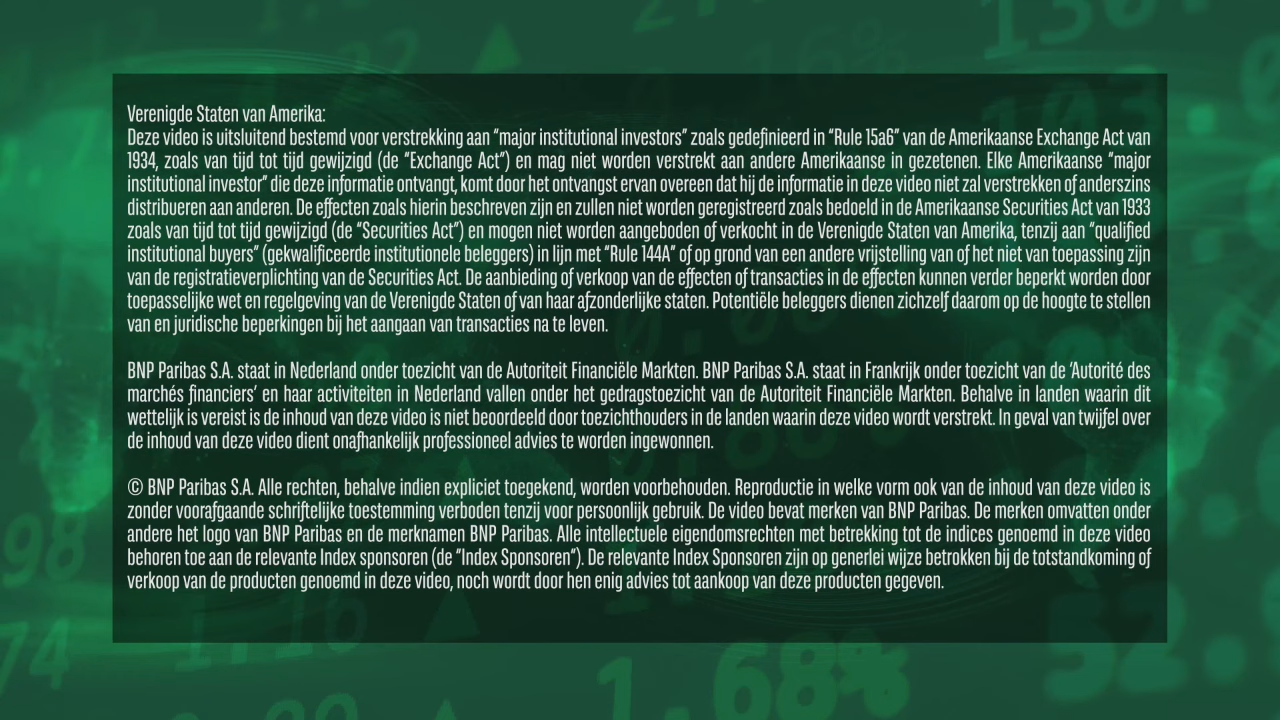 Verenigde Staten van Amerika:
Deze video is uitsluitend bestemd voor verstrekking aan “major institutional investors” zoals gedefinieerd in “Rule 15a6” van de Amerikaanse Exchange Act van
1934, zoals van tijd tot tijd gewijzigd (de “Exchange Act”) en mag niet worden verstrekt aan andere Amerikaanse in gezetenen. Elke Amerikaanse “major
institutional investor” die deze informatie ontvangt, komt door het ontvangst ervan overeen dat hij de informatie in deze video niet zal verstrekken of anderszins
distribueren aan anderen. De effecten zoals hierin beschreven zijn en zullen niet worden geregistreerd zoals bedoeld in de Amerikaanse Securities Act van 1933
zoals van tijd tot tijd gewijzigd (de “Securities Act”) en mogen niet worden aangeboden of verkocht in de Verenigde Staten van Amerika, tenzij aan “qualified
institutional buyers” (gekwalificeerde institutionele beleggers) in lijn met “Rule 144A” of op grond van een andere vrijstelling van of het niet van toepassing zijn
van de registratieverplichting van de Securities Act. De aanbieding of verkoop van de effecten of transacties in de effecten kunnen verder beperkt worden door
toepasselijke wet en regelgeving van de Verenigde Staten of van haar afzonderlijke staten. Potentiële beleggers dienen zichzelf daarom op de hoogte te stellen
van en juridische beperkingen bij het aangaan van transacties na te leven.
BNP Paribas S.A. staat in Nederland onder toezicht van de Autoriteit Financiële Markten. BNP Paribas S.A. staat in Frankrijk onder toezicht van de ‘Autorité des
marchés financiers’ en haar activiteiten in Nederland vallen onder het gedragstoezicht van de Autoriteit Financiële Markten. Behalve in landen waarin dit
wettelijk is vereist is de inhoud van deze video is niet beoordeeld door toezichthouders in de landen waarin deze video wordt verstrekt. In geval van twijfel over
de inhoud van deze video dient onafhankelijk professioneel advies te worden ingewonnen.
© BNP Paribas S.A. Alle rechten, behalve indien expliciet toegekend, worden voorbehouden. Reproductie in welke vorm ook van de inhoud van deze video is
zonder voorafgaande schriftelijke toestemming verboden tenzij voor persoonlijk gebruik. De video bevat merken van BNP Paribas. De merken omvatten onder
andere het logo van BNP Paribas en de merknamen BNP Paribas. Alle intellectuele eigendomsrechten met betrekking tot de indices genoemd in deze video
behoren toe aan de relevante Index sponsoren (de “Index Sponsoren”). De relevante Index Sponsoren zijn op generlei wijze betrokken bij de totstandkoming of
verkoop van de producten genoemd in deze video, noch wordt door hen enig advies tot aankoop van deze producten gegeven.
1.16
1.68%